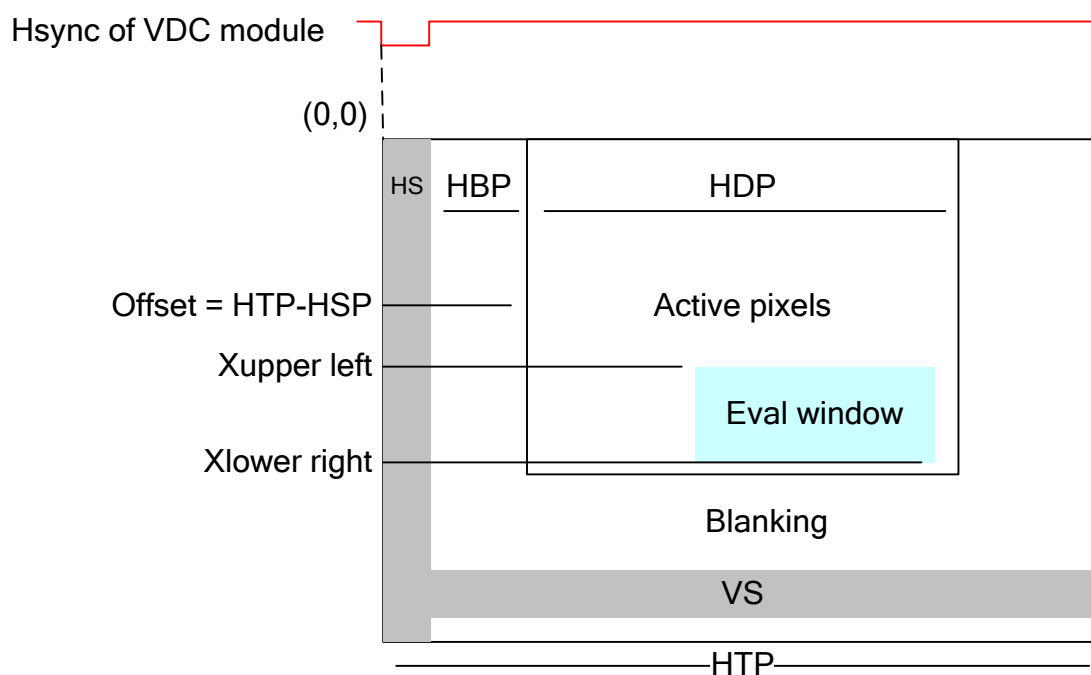 Hsync of VDC module
(0,0)
HS
HBP
HDP
Offset = HTP-HSP
Active pixels
Xupper left
Eval window
Xlower right
Blanking
VS
HTP